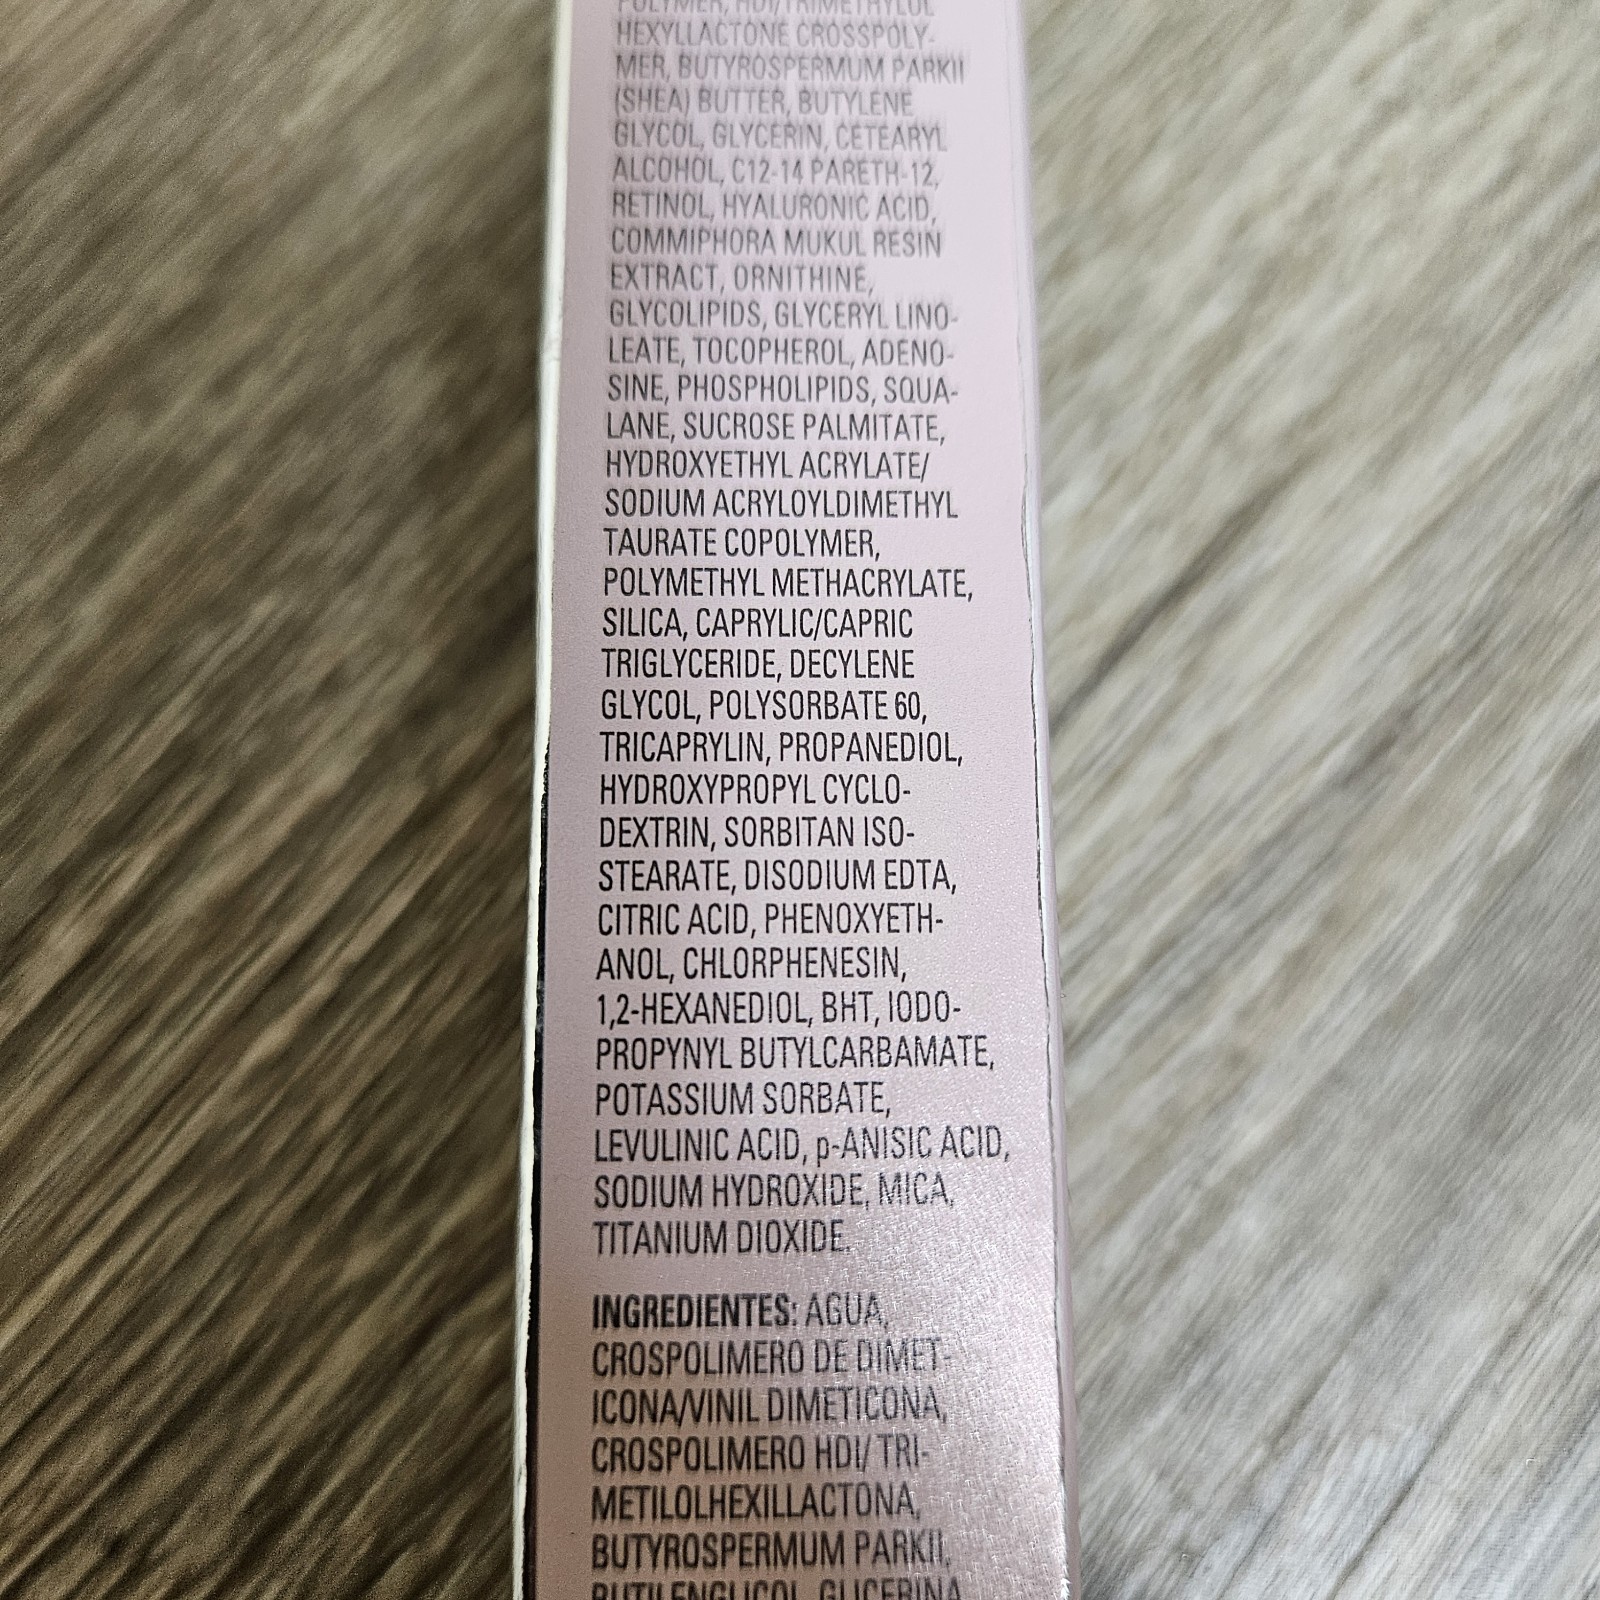 POLYMER, HDI/TRIMETHYLOL
HEXYLLACTONE CROSSPOLY-
MER, BUTYROSPERMUM PARKII
(SHEA) BUTTER, BUTYLENE
GLYCOL, GLYCERIN, CETEARYL
ALCOHOL, C12-14 PARETH-12,
RETINOL, HYALURONIC ACID,
COMMIPHORA MUKUL RESIN
EXTRACT, ORNITHINE,
GLYCOLIPIDS, GLYCERYL LINO-
LEATE, TOCOPHEROL, ADENO-
SINE, PHOSPHOLIPIDS, SQUA-
LANE, SUCROSE PALMITATE,
HYDROXYETHYL ACRYLATE/
SODIUM ACRYLOYLDIMETHYL
TAURATE COPOLYMER,
POLYMETHYL METHACRYLATE,
SILICA, CAPRYLIC/CAPRIC
TRIGLYCERIDE, DECYLENE
GLYCOL, POLYSORBATE 60,
TRICAPRYLIN, PROPANEDIOL,
HYDROXYPROPYL CYCLO-
DEXTRIN, SORBITAN ISO-
STEARATE, DISODIUM EDTA,
CITRIC ACID, PHENOXYETH-
ANOL, CHLORPHENESIN,
1,2-HEXANEDIOL, BHT, IODO-
PROPYNYL BUTYLCARBAMATE,
POTASSIUM SORBATE,
LEVULINIC ACID, p-ANISIC ACID,
SODIUM HYDROXIDE, MICA,
TITANIUM DIOXIDE.
INGREDIENTES: AGUA,
CROSPOLIMERO DE DIMET-
ICONA/VINIL DIMETICONA,
CROSPOLIMERO HDI/ TRI-
METILOLHEXILLACTONA,
BUTYROSPERMUM PARKII,
BUTILENGLICOL, GLICERINA